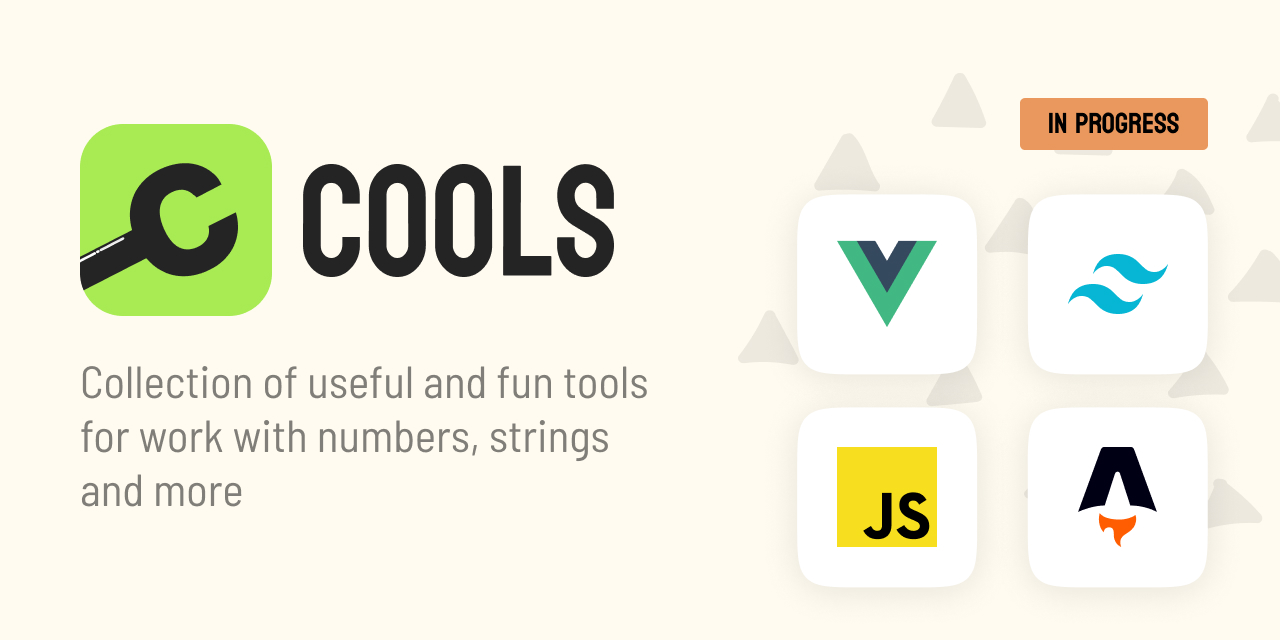 COOLS
Collection of useful and fun tools
for work with numbers, strings
and more
IN PROGRESS
JS